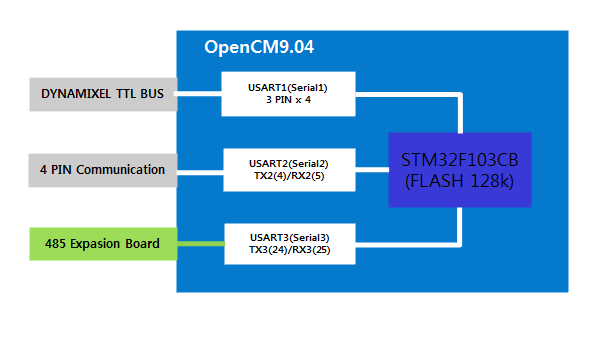 OpenCM9.04
DYNAMIXEL TTL BUS
USART1(Serial1)
3 PIN x 4
4 PIN Communication
USART2(Serial2)
TX2(4)/RX2(5)
STM32F103CB
(FLASH 128k)
485 Expasion Board
USART3(Serial3)
TX3(24)/RX3(25)